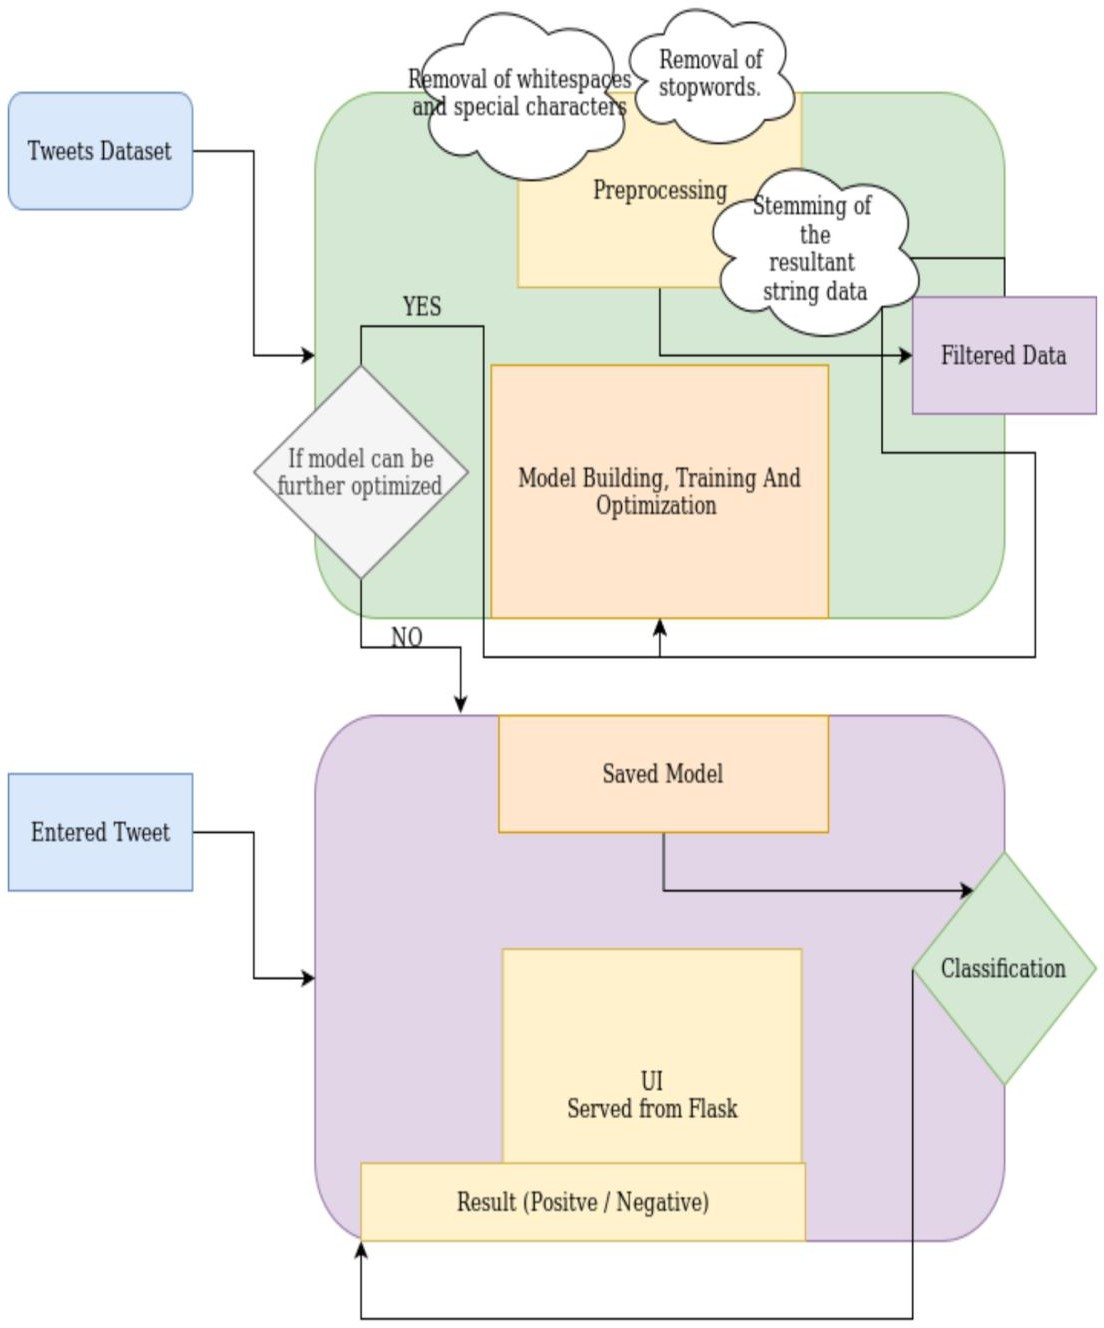 Removal of whitespaces
and special characters
Removal of
stopwords.
Tweets Dataset
Preprocessing
Stemming of
the
resultant
string data
YES
Filtered Data
If model can be
further optimized
Model Building, Training And
Optimization
NO
Saved Model
Entered Tweet
Classification
UI
Served from Flask
Result (Positve / Negative)